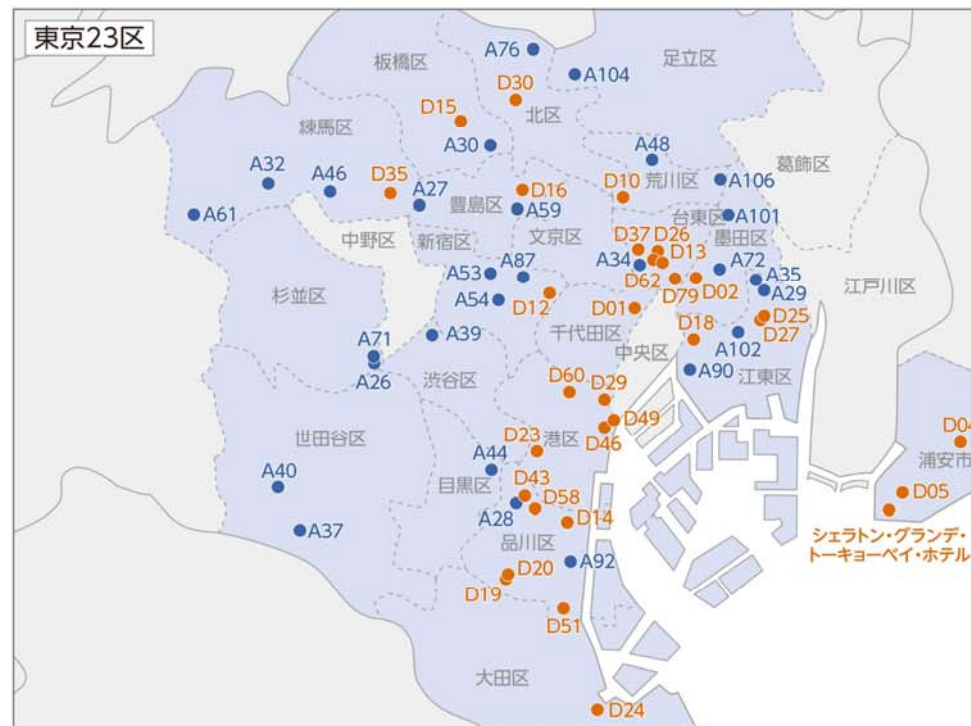 東京23区
A76
A104
足立区
板橋区
D30
D15
北区
練馬区
A30
A48
葛飾区
A32
A46
D35
A27
D16
D10
荒川区
A106
豊島区
A59
A61
台東区
A101
中野区
新宿区
文京区
D37
D26
墨田区
D13
A34
A72
A53
A87
D62
A35
杉並区
A54
D12
D79
D02
A29
江戸川区
D01
D25
D27
A39
千代田区
D18
A102
A71
中央区
A90
江東区
A26
渋谷区
D60
D29
世田谷区
D49
D23
港区
D46
D04
浦安市
A44
A40
目黒区
D43
D58
D05
A28
D14
A37
品川区
シェラトン・グランデ・
トーキョーベイ・ホテル
A92
D20
D19
D51
大田区
D24